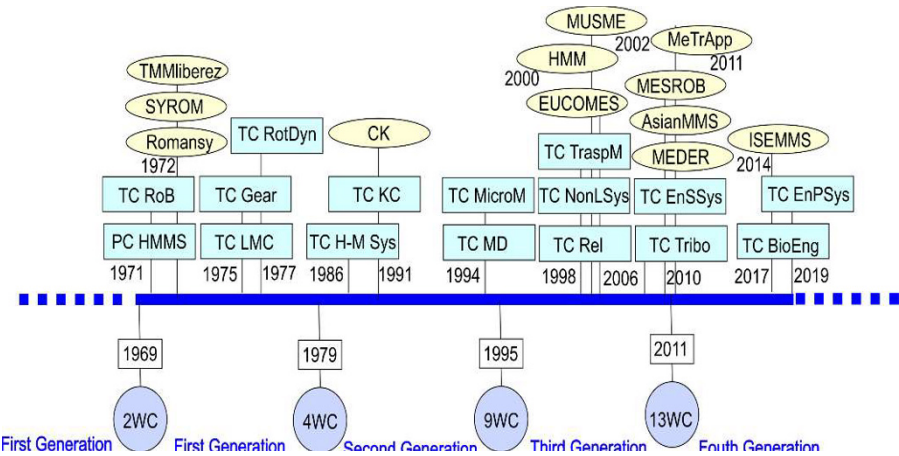 MUSME
2002
MeTrApp
2011
HMM
2000
TMMliberez
MESROB
SYROM
EUCOMES
AsianMMS
Romansy
1972
TC RotDyn
CK
TC TraspM
MEDER
ISEMMS
2014
TC RoB
TC Gear
TC KC
TC MicroM
TC NonLSys
TC EnSSys
TC EnPSys
PC HMMS
TC LMC
TC H-M Sys
TC MD
TC Rel
TC Tribo
TC BioEng
1971
1975
1977
1986
1991
1994
1998
2006
2010
2017
2019
1969
1979
1995
2011
2WC
4WC
9WC
13WC
First Generation
First Generation
Second Generation
Third Generation
Fouth Generation